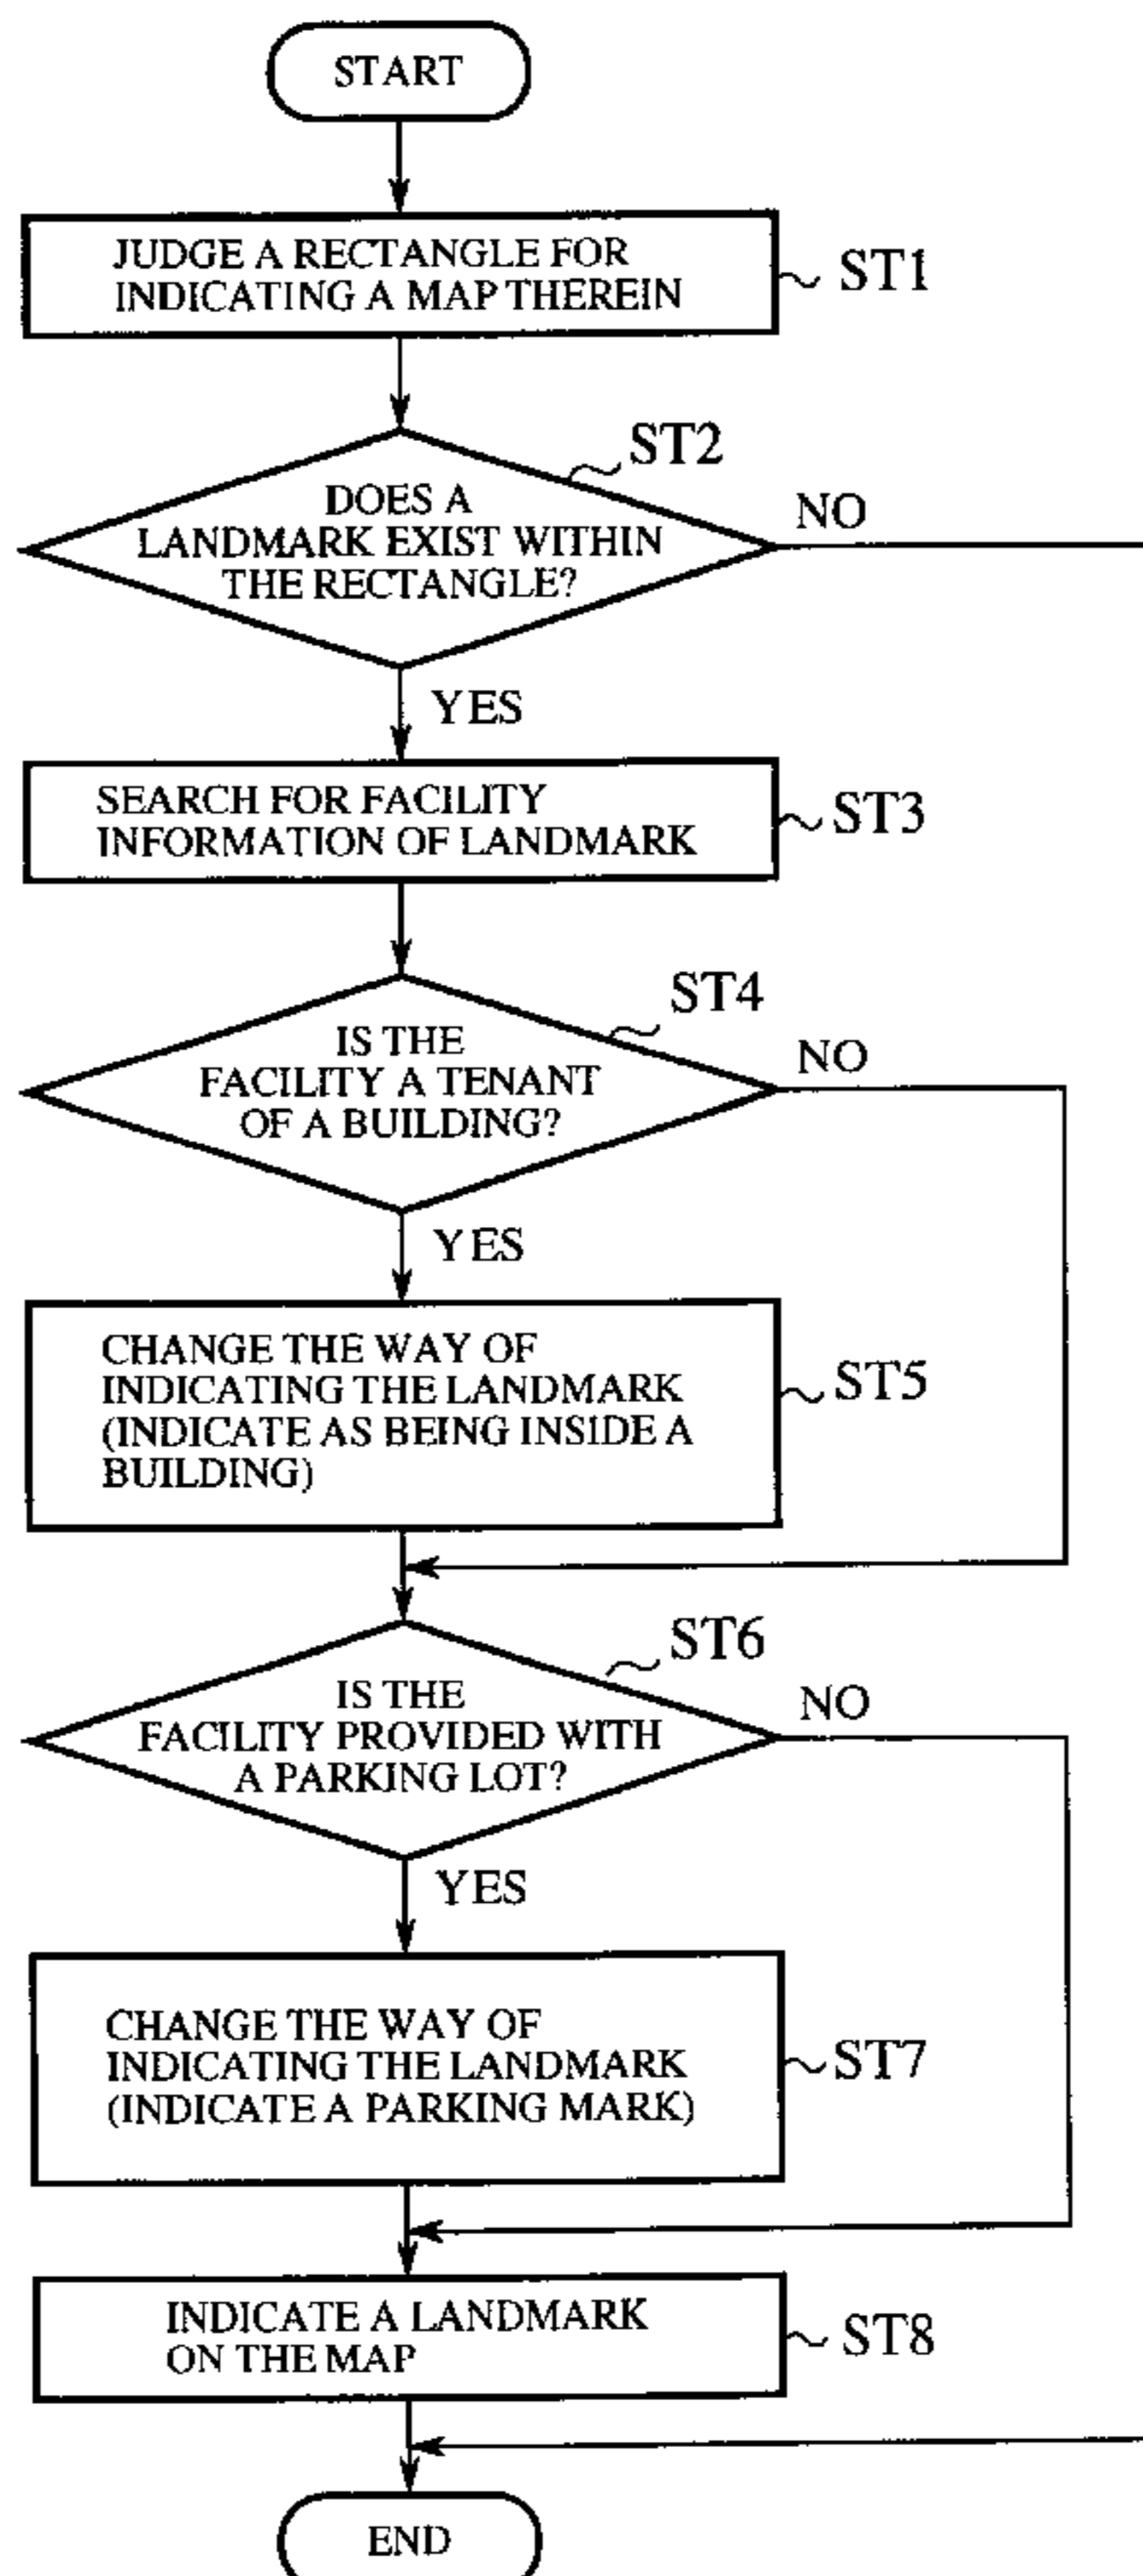 START
JUDGE A RECTANGLE FOR
INDICATING A MAP THEREIN
ST1
ST2
DOES A
LANDMARK EXIST WITHIN
THE RECTANGLE?
NO
YES
SEARCH FOR FACILITY
INFORMATION OF LANDMARK
ST3
ST4
IS THE
FACILITY A TENANT
OF A BUILDING?
NO
YES
CHANGE THE WAY OF
INDICATING THE LANDMARK
(INDICATE AS BEING INSIDE A
BUILDING)
ST5
ST6
IS THE
FACILITY PROVIDED WITH
A PARKING LOT?
NO
YES
CHANGE THE WAY OF
INDICATING THE LANDMARK
(INDICATE A PARKING MARK)
ST7
INDICATE A LANDMARK
ON THE MAP
ST8
END